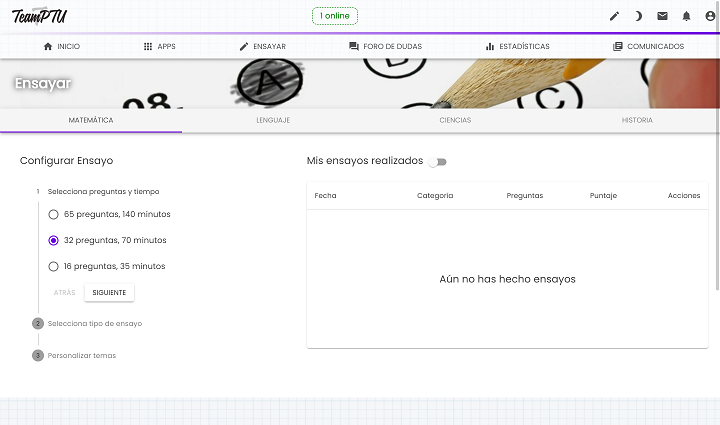 TeamPTU
1 online
INICIO
APPS
ENSAYAR
FORO DE DUDAS
ESTADÍSTICAS
COMUNICADOS
Ensayar
A
B
C
98.
MATEMÁTICA
LENGUAJE
CIENCIAS
HISTORIA
Configurar Ensayo
Mis ensayos realizados
1 Selecciona preguntas y tiempo
65 preguntas, 140 minutos
32 preguntas, 70 minutos
16 preguntas, 35 minutos
ATRÁS
SIGUIENTE
2 Selecciona tipo de ensayo
3 Personalizar temas
Fecha
Categoria
Preguntas
Puntaje
Acciones
Aún no has hecho ensayos